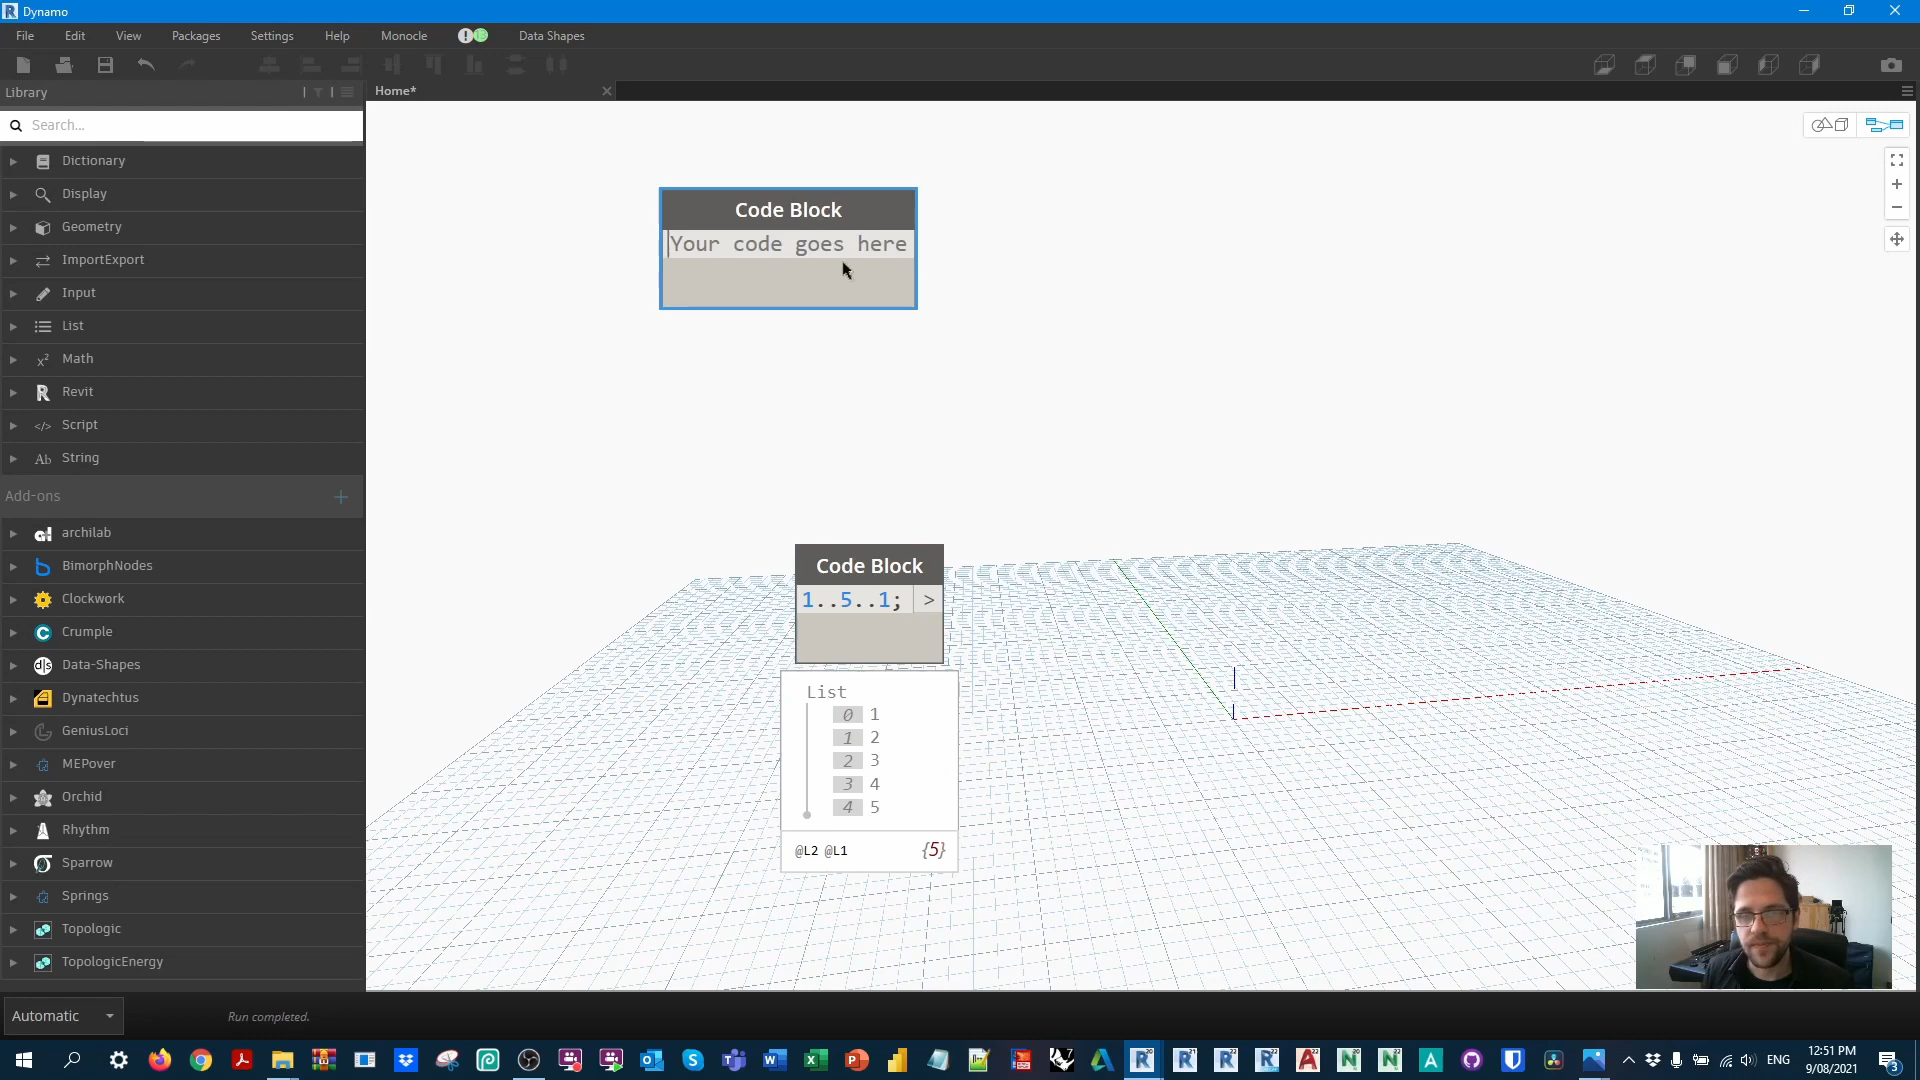 Dynamo
File Edit View Packages Settings Help Monocle Data Shapes
Library
Home*
Search...
Dictionary
Display
Geometry
ImportExport
Input
List
Math
Revit
Script
String
Add-ons
archilab
BimorphNodes
Clockwork
Crumple
Data-Shapes
Dynatechtus
GeniusLoci
MEPover
Orchid
Rhythm
Sparrow
Springs
Topologic
TopologicEnergy
Code Block
Your code goes here
Code Block
1..5..1; >
List
0 1
1 2
2 3
3 4
4 5
@L2 @L1 {5}
Automatic
Run completed.
ENG
12:51 PM
9/08/2021
3